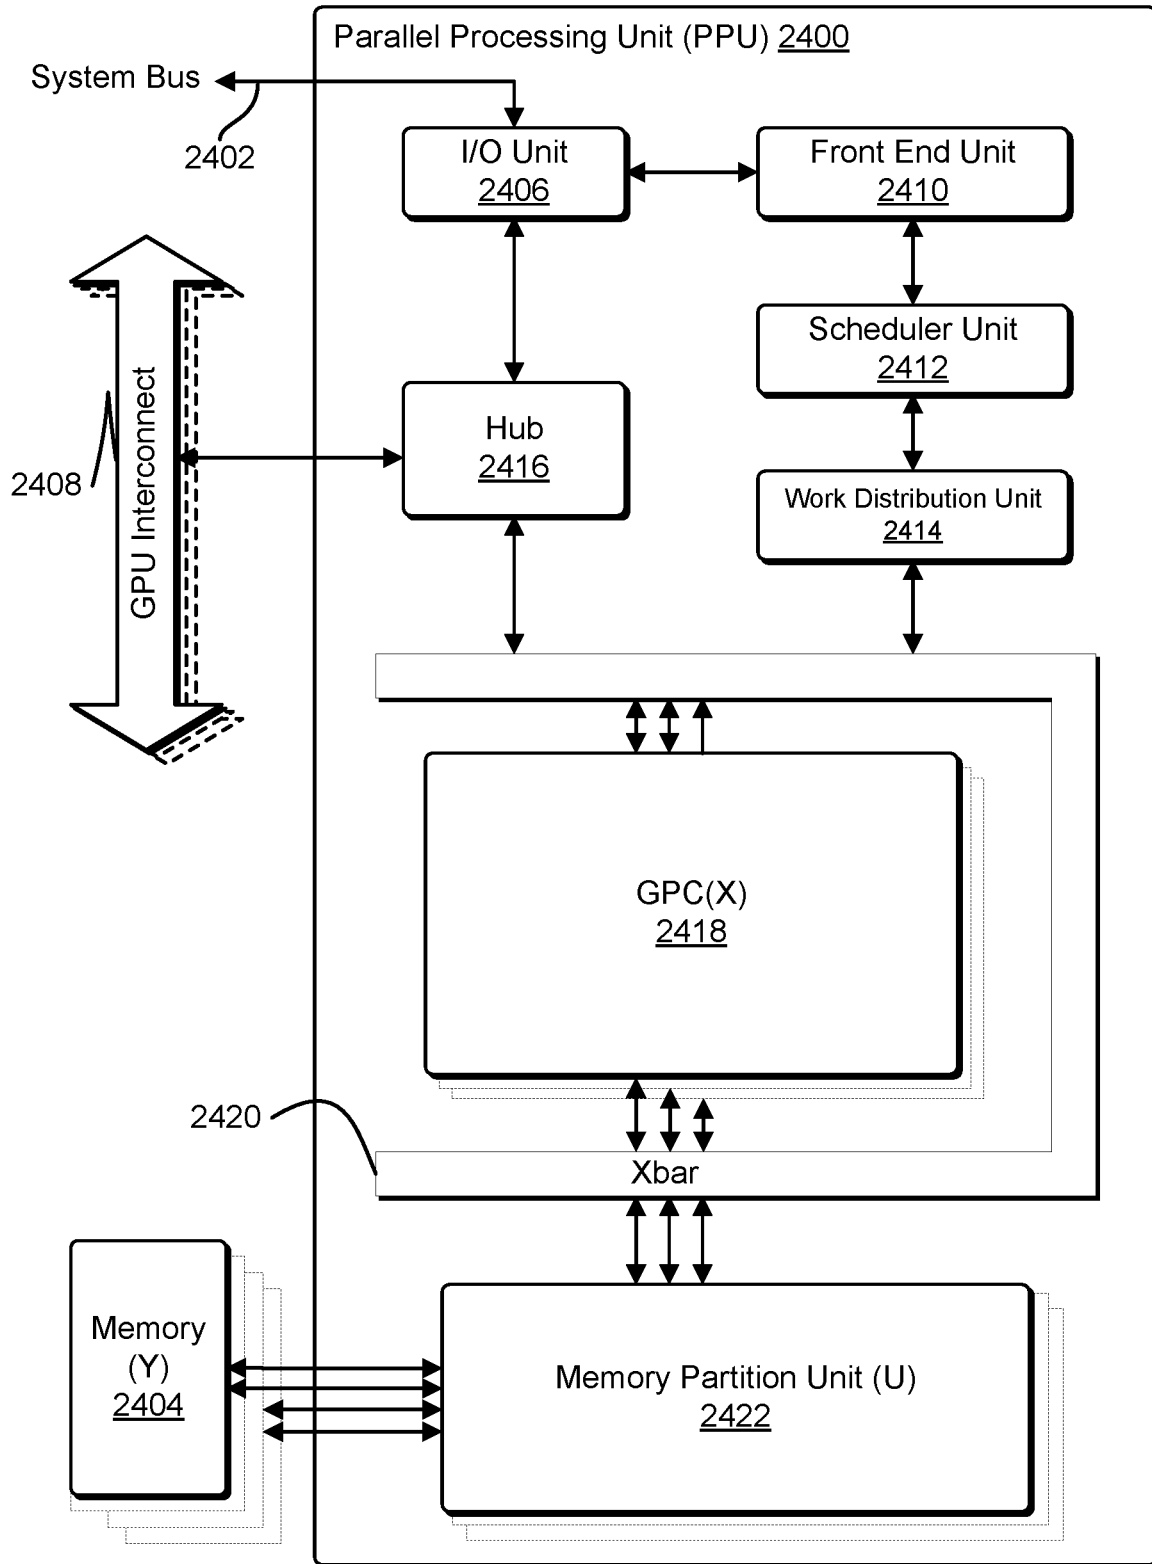 Parallel Processing Unit (PPU) 2400
System Bus
2402
I/O Unit
2406
Front End Unit
2410
Scheduler Unit
2412
Hub
2416
2408
GPU Interconnect
Work Distribution Unit
2414
GPC(X)
2418
2420
Xbar
Memory
(Y)
2404
Memory Partition Unit (U)
2422